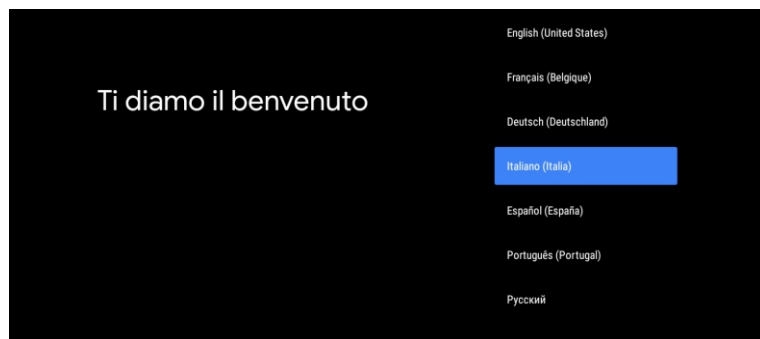 Ti diamo il benvenuto
English (United States)
Français (Belgique)
Deutsch (Deutschland)
Italiano (Italia)
Español (España)
Português (Portugal)
Русский